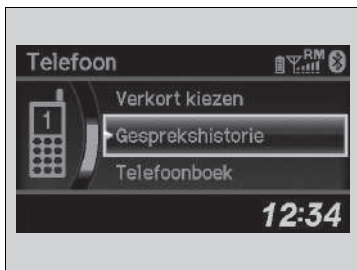 Telefoon
RM
Verkort kiezen
1
Gesprekshistorie
Telefoonboek
12:34